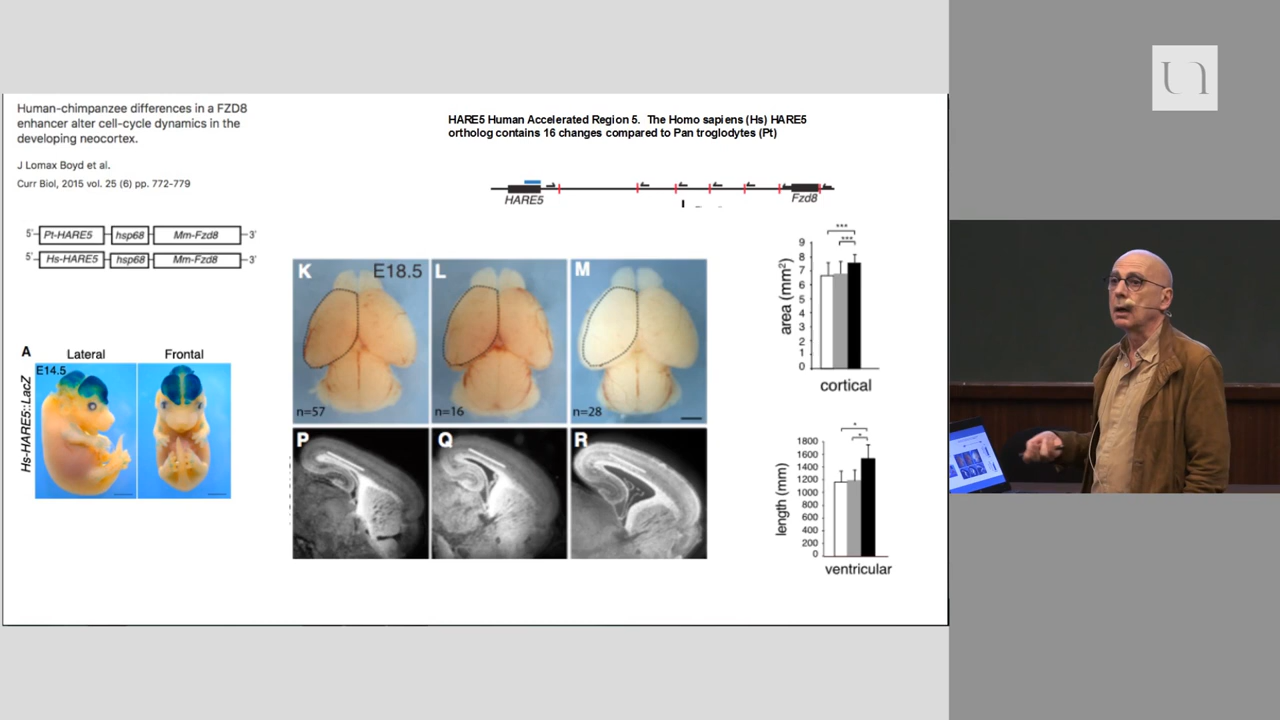 Human-chimpanzee differences in a FZD8
enhancer alter cell-cycle dynamics in the
developing neocortex.
J Lomax Boyd et al.
Curr Biol, 2015 vol. 25 (6) pp. 772-779
HARE5 Human Accelerated Region 5. The Homo sapiens (Hs) HARE5
ortholog contains 16 changes compared to Pan troglodytes (Pt)
HARE5
Fzd8
5' Pt-HARE5 hsp68 Mm-Fzd8 3'
5' Hs-HARE5 hsp68 Mm-Fzd8 3'
A
Lateral Frontal
E14.5
Hs-HARE5::LacZ
K E18.5 L M
n=57 n=16 n=28
P Q R
*** 
***
9
8
7
6
5
4
3
2
1
0
area (mm²)
cortical
*
*
1800
1600
1400
1200
1000
800
600
400
200
0
length (mm)
ventricular